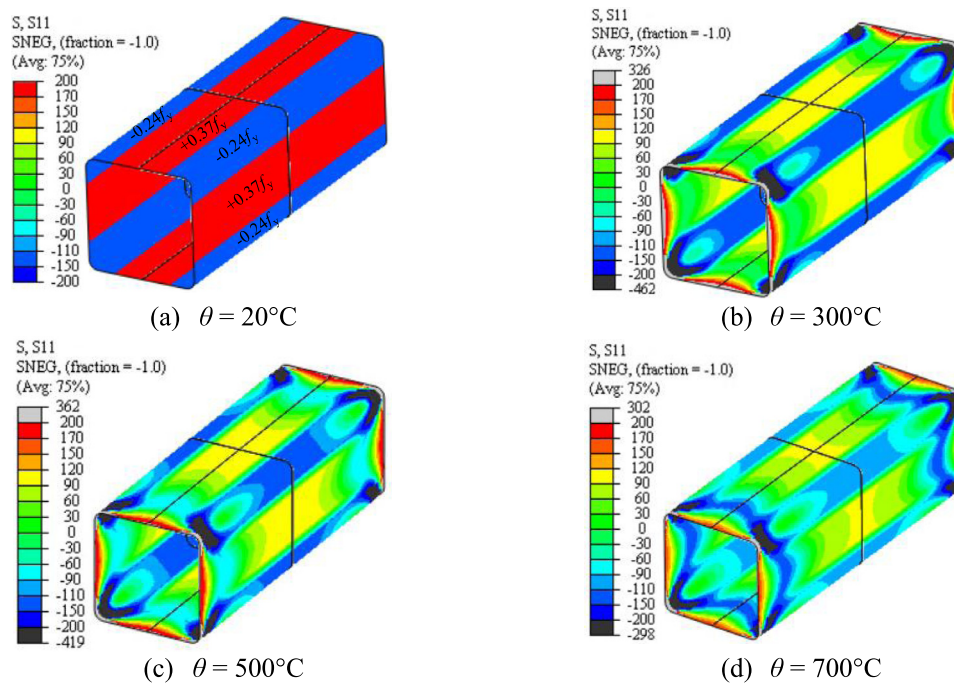 S, S11
SNEG, (fraction = -1.0)
(Avg: 75%)
200
170
150
120
90
60
30
0
-30
-60
-90
-110
-150
-200
-0.24fy
+0.37fy
-0.24fy
+0.37fy
-0.24fy
(a) θ = 20°C
S, S11
SNEG, (fraction = -1.0)
(Avg: 75%)
326
200
170
150
120
90
60
30
0
-30
-60
-90
-110
-150
-200
-462
(b) θ = 300°C
S, S11
SNEG, (fraction = -1.0)
(Avg: 75%)
362
200
170
150
120
90
60
30
0
-30
-60
-90
-110
-150
-200
-419
(c) θ = 500°C
S, S11
SNEG, (fraction = -1.0)
(Avg: 75%)
302
200
170
150
120
90
60
30
0
-30
-60
-90
-110
-150
-200
-298
(d) θ = 700°C